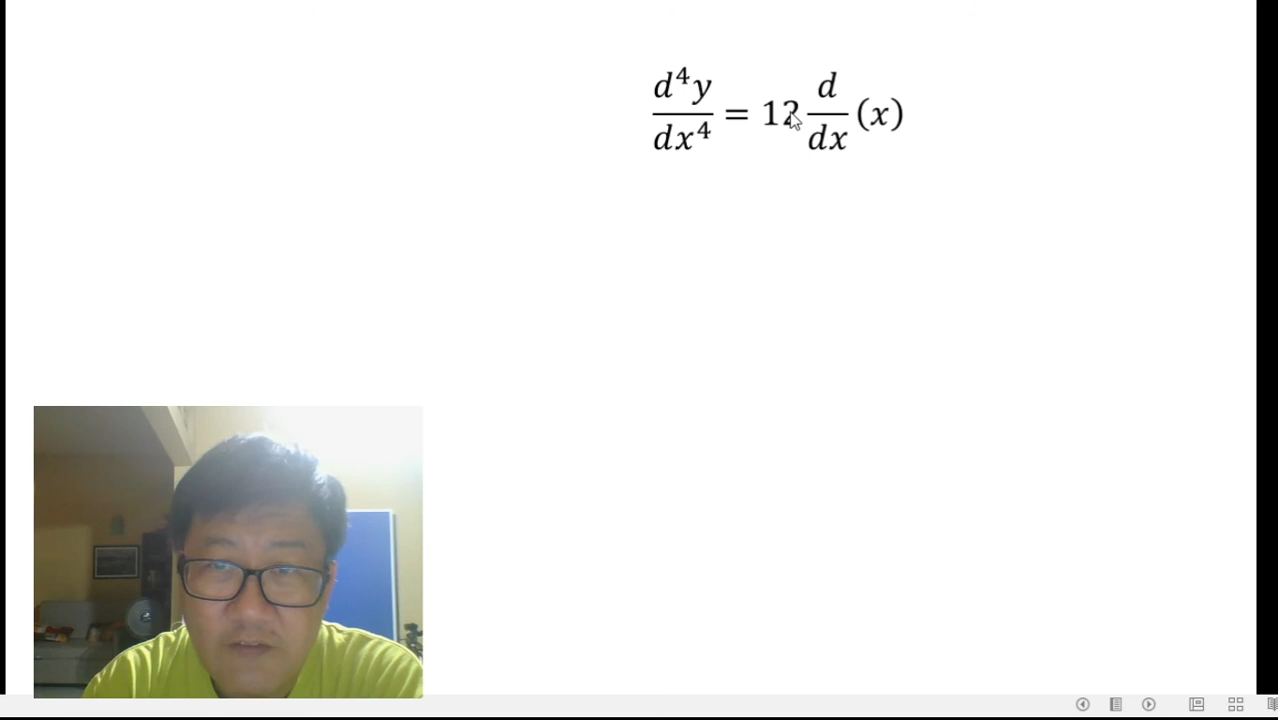 d⁴y/dx⁴ = 12 d/dx (x)